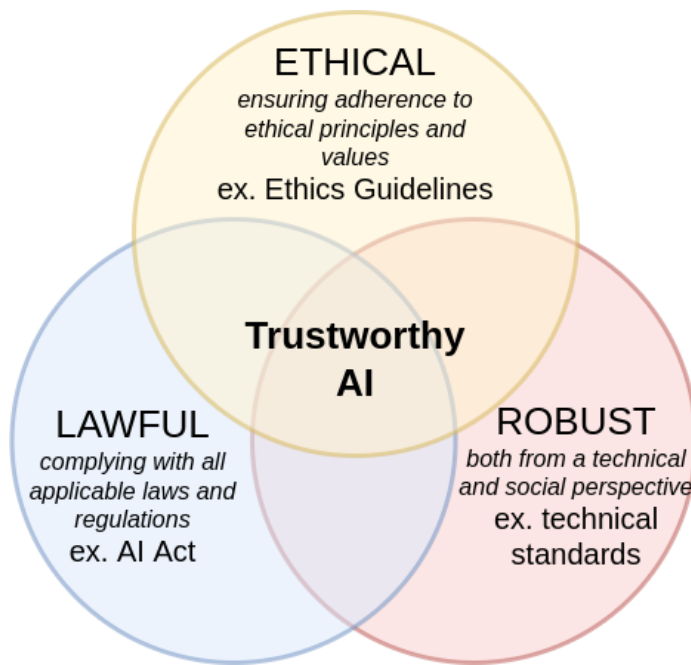 ETHICAL
ensuring adherence to
ethical principles and
values
ex. Ethics Guidelines
Trustworthy
AI
LAWFUL
complying with all
applicable laws and
regulations
ex. AI Act
ROBUST
both from a technical
and social perspective
ex. technical
standards